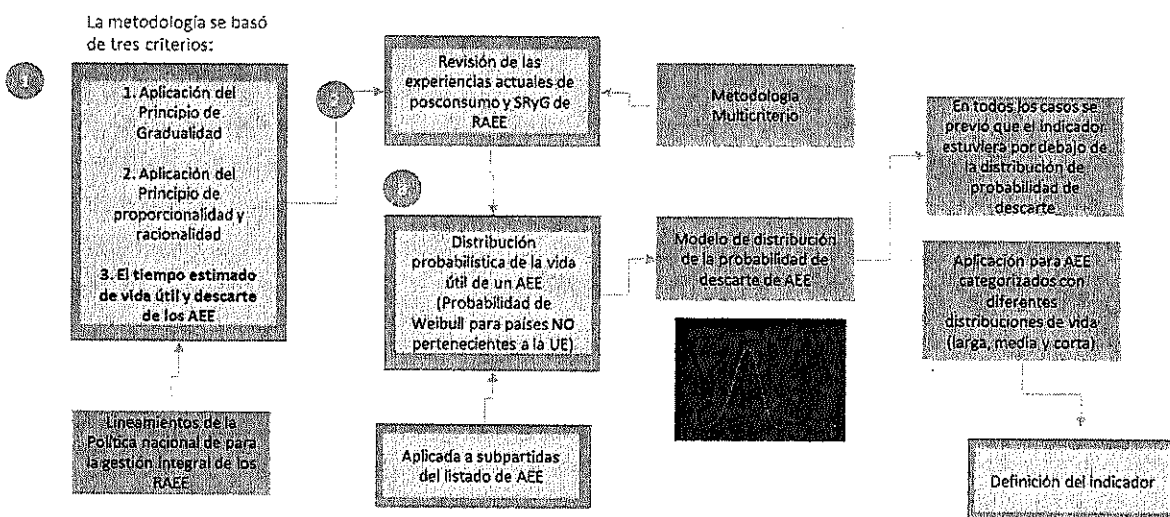 La metodología se basó
de tres criterios:
1
1. Aplicación del
Principio de
Gradualidad
2. Aplicación del
Principio de
proporcionalidad y
racionalidad
3. El tiempo estimado
de vida útil y descarte
de los AEE
Lineamientos de la
Política nacional de para
la gestión integral de los
RAEE
2
Revisión de las
experiencias actuales de
posconsumo y SRyG de
RAEE
Metodología
Multicriterio
3
Distribución
probabilística de la vida
útil de un AEE
(Probabilidad de
Weibull para países NO
pertenecientes a la UE)
Aplicada a subpartidas
del listado de AEE
Modelo de distribución
de la probabilidad de
descarte de AEE
En todos los casos se
previo que el indicador
estuviera por debajo de
la distribución de
probabilidad de
descarte
Aplicación para AEE
categorizados con
diferentes
distribuciones de vida
(larga, media y corta)
Definición del indicador